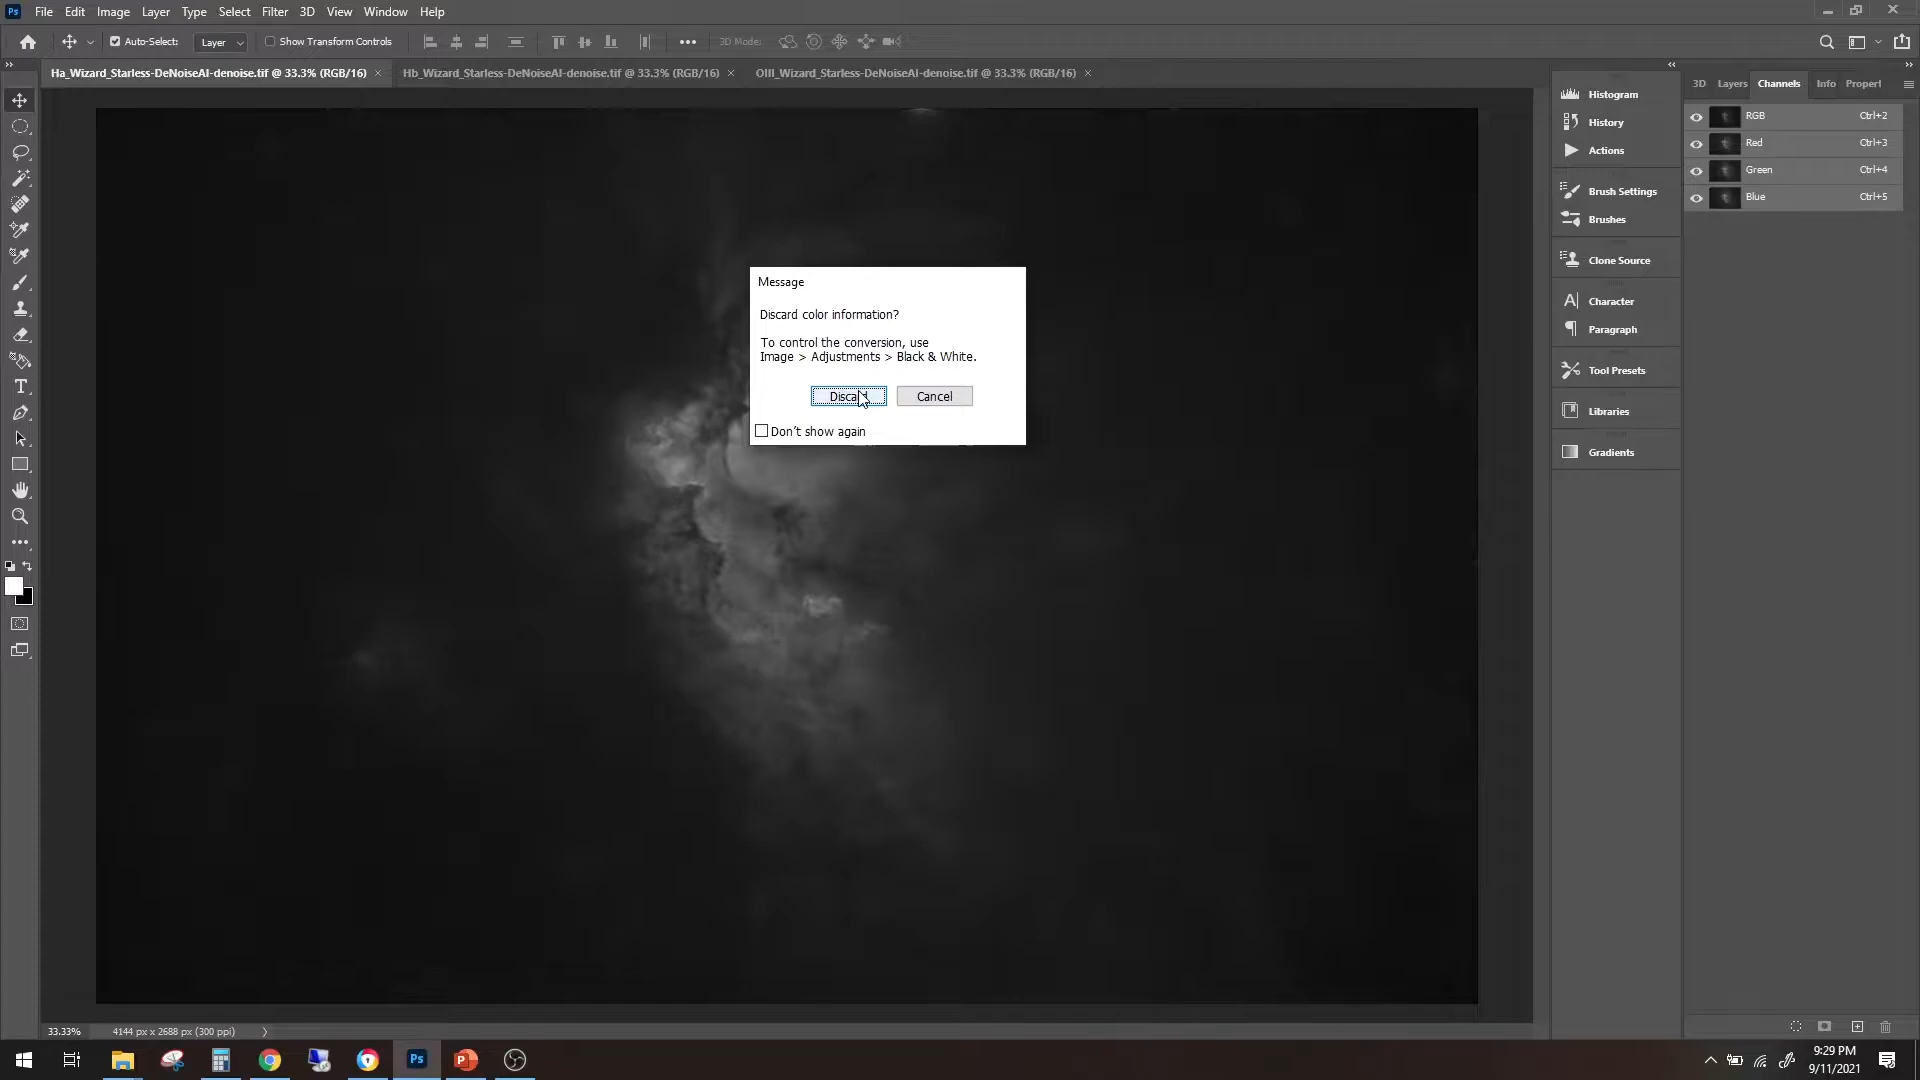 Ps File Edit Image Layer Type Select Filter 3D View Window Help
Auto-Select: Layer Show Transform Controls 3D Mode:
Ha_Wizard_Starless-DeNoiseAI-denoise.tif @ 33.3% (RGB/16) × Hb_Wizard_Starless-DeNoiseAI-denoise.tif @ 33.3% (RGB/16) × OIII_Wizard_Starless-DeNoiseAI-denoise.tif @ 33.3% (RGB/16) ×
Histogram
History
Actions
Brush Settings
Brushes
Clone Source
Character
Paragraph
Tool Presets
Libraries
Gradients
3D Layers Channels Info Properl
RGB Ctrl+2
Red Ctrl+3
Green Ctrl+4
Blue Ctrl+5
Message
Discard color information?
To control the conversion, use
Image > Adjustments > Black & White.
Discard Cancel
Don't show again
33.33% 4144 px x 2688 px (300 ppi)
Ps
9:29 PM
9/11/2021